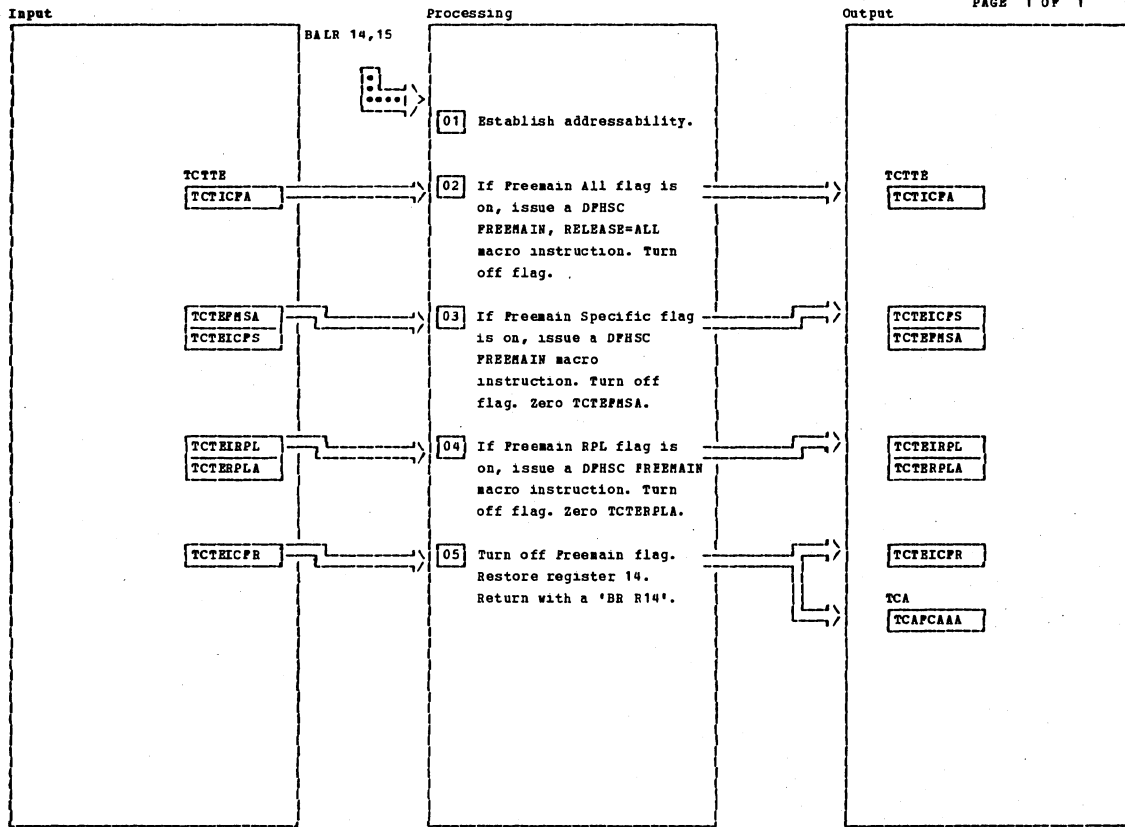 PAGE 1 OF 1
Input
Processing
Output
BALR 14,15
01 Establish addressability.
TCTTE
TCTICFA
02 If Freemain All flag is
on, issue a DFHSC
FREEMAIN, RELEASE=ALL
macro instruction. Turn
off flag.
TCTTE
TCTICFA
TCTEFMSA
TCTEICFS
03 If Freemain Specific flag
is on, issue a DFHSC
FREEMAIN macro
instruction. Turn off
flag. Zero TCTEFMSA.
TCTEICFS
TCTEFMSA
TCTEIRPL
TCTERPLA
04 If Freemain RPL flag is
on, issue a DFHSC FREEMAIN
macro instruction. Turn
off flag. Zero TCTERPLA.
TCTEIRPL
TCTERPLA
TCTEICFR
05 Turn off Freemain flag.
Restore register 14.
Return with a 'BR R14'.
TCTEICFR
TCA
TCAFCAAA